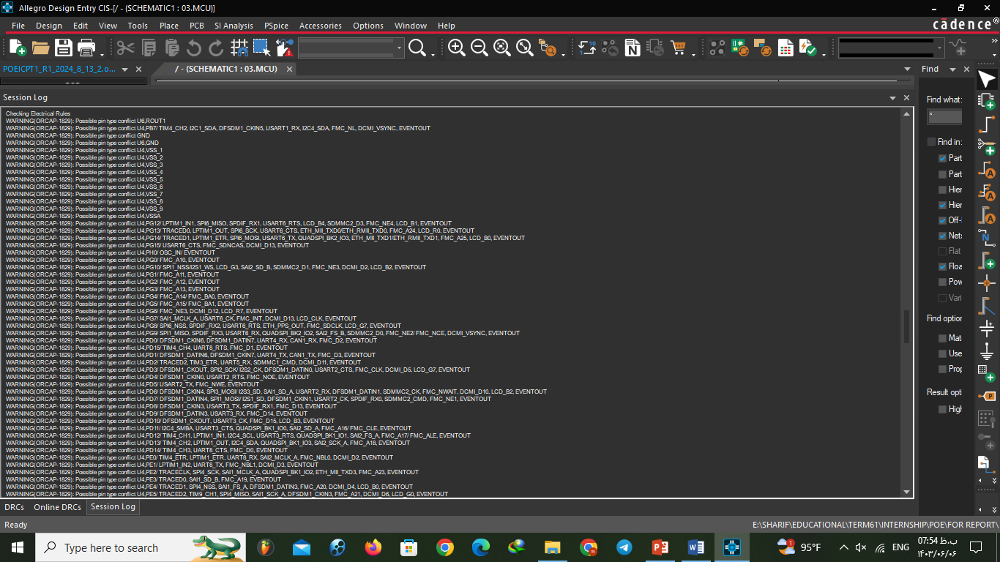 Allegro Design Entry CIS-[/ - (SCHEMATIC1 : 03.MCU)]
File Design Edit View Tools Place PCB SI Analysis PSpice Accessories Options Window Help
cādence®
POEICPT1_R1_2024_8_13_2.o...
/ - (SCHEMATIC1 : 03.MCU)
Find
Session Log
Checking Electrical Rules
WARNING(ORCAP-1829): Possible pin type conflict U6,ROUT1
WARNING(ORCAP-1829): Possible pin type conflict U4,PB7/ TIM4_CH2, I2C1_SDA, DFSDM1_CKIN5, USART1_RX, I2C4_SDA, FMC_NL, DCMI_VSYNC, EVENTOUT
WARNING(ORCAP-1829): Possible pin type conflict GND
WARNING(ORCAP-1829): Possible pin type conflict U6,GND
WARNING(ORCAP-1829): Possible pin type conflict U4,VSS_1
WARNING(ORCAP-1829): Possible pin type conflict U4,VSS_2
WARNING(ORCAP-1829): Possible pin type conflict U4,VSS_3
WARNING(ORCAP-1829): Possible pin type conflict U4,VSS_4
WARNING(ORCAP-1829): Possible pin type conflict U4,VSS_5
WARNING(ORCAP-1829): Possible pin type conflict U4,VSS_6
WARNING(ORCAP-1829): Possible pin type conflict U4,VSS_7
WARNING(ORCAP-1829): Possible pin type conflict U4,VSS_8
WARNING(ORCAP-1829): Possible pin type conflict U4,VSS_9
WARNING(ORCAP-1829): Possible pin type conflict U4,VSSA
WARNING(ORCAP-1829): Possible pin type conflict U4,PG12/ LPTIM1_IN1, SPI6_MISO, SPDIF_RX1, USART6_RTS, LCD_B4, SDMMC2_D3, FMC_NE4, LCD_B1, EVENTOUT
WARNING(ORCAP-1829): Possible pin type conflict U4,PG13/ TRACED0, LPTIM1_OUT, SPI6_SCK, USART6_CTS, ETH_MII_TXD0/ETH_RMII_TXD0, FMC_A24, LCD_R0, EVENTOUT
WARNING(ORCAP-1829): Possible pin type conflict U4,PG14/ TRACED1, LPTIM1_ETR, SPI6_MOSI, USART6_TX, QUADSPI_BK2_IO3, ETH_MII_TXD1/ETH_RMII_TXD1, FMC_A25, LCD_B0, EVENTOUT
WARNING(ORCAP-1829): Possible pin type conflict U4,PG15/ USART6_CTS, FMC_SDNCAS, DCMI_D13, EVENTOUT
WARNING(ORCAP-1829): Possible pin type conflict U4,PH0/ OSC_IN/ EVENTOUT
WARNING(ORCAP-1829): Possible pin type conflict U4,PG0/ FMC_A10, EVENTOUT
WARNING(ORCAP-1829): Possible pin type conflict U4,PG10/ SPI1_NSS/I2S1_WS, LCD_G3, SAI2_SD_B, SDMMC2_D1, FMC_NE3, DCMI_D2, LCD_B2, EVENTOUT
WARNING(ORCAP-1829): Possible pin type conflict U4,PG1/ FMC_A11, EVENTOUT
WARNING(ORCAP-1829): Possible pin type conflict U4,PG2/ FMC_A12, EVENTOUT
WARNING(ORCAP-1829): Possible pin type conflict U4,PG3/ FMC_A13, EVENTOUT
WARNING(ORCAP-1829): Possible pin type conflict U4,PG4/ FMC_A14/ FMC_BA0, EVENTOUT
WARNING(ORCAP-1829): Possible pin type conflict U4,PG5/ FMC_A15/ FMC_BA1, EVENTOUT
WARNING(ORCAP-1829): Possible pin type conflict U4,PG6/ FMC_NE3, DCMI_D12, LCD_R7, EVENTOUT
WARNING(ORCAP-1829): Possible pin type conflict U4,PG7/ SAI1_MCLK_A, USART6_CK, FMC_INT, DCMI_D13, LCD_CLK, EVENTOUT
WARNING(ORCAP-1829): Possible pin type conflict U4,PG8/ SPI6_NSS, SPDIF_RX2, USART6_RTS, ETH_PPS_OUT, FMC_SDCLK, LCD_G7, EVENTOUT
WARNING(ORCAP-1829): Possible pin type conflict U4,PG9/ SPI1_MISO, SPDIF_RX3, USART6_RX, QUADSPI_BK2_IO2, SAI2_FS_B, SDMMC2_D0, FMC_NE2/ FMC_NCE, DCMI_VSYNC, EVENTOUT
WARNING(ORCAP-1829): Possible pin type conflict U4,PD0/ DFSDM1_CKIN6, DFSDM1_DATIN7, UART4_RX, CAN1_RX, FMC_D2, EVENTOUT
WARNING(ORCAP-1829): Possible pin type conflict U4,PD15/ TIM4_CH4, UART8_RTS, FMC_D1, EVENTOUT
WARNING(ORCAP-1829): Possible pin type conflict U4,PD1/ DFSDM1_DATIN6, DFSDM1_CKIN7, UART4_TX, CAN1_TX, FMC_D3, EVENTOUT
WARNING(ORCAP-1829): Possible pin type conflict U4,PD2/ TRACED2, TIM3_ETR, UART5_RX, SDMMC1_CMD, DCMI_D11, EVENTOUT
WARNING(ORCAP-1829): Possible pin type conflict U4,PD3/ DFSDM1_CKOUT, SPI2_SCK/ I2S2_CK, DFSDM1_DATIN0, USART2_CTS, FMC_CLK, DCMI_D5, LCD_G7, EVENTOUT
WARNING(ORCAP-1829): Possible pin type conflict U4,PD4/ DFSDM1_CKIN0, USART2_RTS, FMC_NOE, EVENTOUT
WARNING(ORCAP-1829): Possible pin type conflict U4,PD5/ USART2_TX, FMC_NWE, EVENTOUT
WARNING(ORCAP-1829): Possible pin type conflict U4,PD6/ DFSDM1_CKIN4, SPI3_MOSI/ I2S3_SD, SAI1_SD_A, USART2_RX, DFSDM1_DATIN1, SDMMC2_CK, FMC_NWAIT, DCMI_D10, LCD_B2, EVENTOUT
WARNING(ORCAP-1829): Possible pin type conflict U4,PD7/ DFSDM1_DATIN4, SPI1_MOSI/ I2S1_SD, DFSDM1_CKIN1, USART2_CK, SPDIF_RX0, SDMMC2_CMD, FMC_NE1, EVENTOUT
WARNING(ORCAP-1829): Possible pin type conflict U4,PD8/ DFSDM1_CKIN3, USART3_TX, SPDIF_RX1, FMC_D13, EVENTOUT
WARNING(ORCAP-1829): Possible pin type conflict U4,PD9/ DFSDM1_DATIN3, USART3_RX, FMC_D14, EVENTOUT
WARNING(ORCAP-1829): Possible pin type conflict U4,PD10/ DFSDM1_CKOUT, USART3_CK, FMC_D15, LCD_B3, EVENTOUT
WARNING(ORCAP-1829): Possible pin type conflict U4,PD11/ I2C4_SMBA, USART3_CTS, QUADSPI_BK1_IO0, SAI2_SD_A, FMC_A16/ FMC_CLE, EVENTOUT
WARNING(ORCAP-1829): Possible pin type conflict U4,PD12/ TIM4_CH1, LPTIM1_IN1, I2C4_SCL, USART3_RTS, QUADSPI_BK1_IO1, SAI2_FS_A, FMC_A17/ FMC_ALE, EVENTOUT
WARNING(ORCAP-1829): Possible pin type conflict U4,PD13/ TIM4_CH2, LPTIM1_OUT, I2C4_SDA, QUADSPI_BK1_IO3, SAI2_SCK_A, FMC_A18, EVENTOUT
WARNING(ORCAP-1829): Possible pin type conflict U4,PD14/ TIM4_CH3, UART8_CTS, FMC_D0, EVENTOUT
WARNING(ORCAP-1829): Possible pin type conflict U4,PE0/ TIM4_ETR, LPTIM1_ETR, UART8_RX, SAI2_MCLK_A, FMC_NBL0, DCMI_D2, EVENTOUT
WARNING(ORCAP-1829): Possible pin type conflict U4,PE1/ LPTIM1_IN2, UART8_TX, FMC_NBL1, DCMI_D3, EVENTOUT
WARNING(ORCAP-1829): Possible pin type conflict U4,PE2/ TRACECLK, SPI4_SCK, SAI1_MCLK_A, QUADSPI_BK1_IO2, ETH_MII_TXD3, FMC_A23, EVENTOUT
WARNING(ORCAP-1829): Possible pin type conflict U4,PE3/ TRACED0, SAI1_SD_B, FMC_A19, EVENTOUT
WARNING(ORCAP-1829): Possible pin type conflict U4,PE4/ TRACED1, SPI4_NSS, SAI1_FS_A, DFSDM1_DATIN3, FMC_A20, DCMI_D4, LCD_B0, EVENTOUT
WARNING(ORCAP-1829): Possible pin type conflict U4,PE5/ TRACED2, TIM9_CH1, SPI4_MISO, SAI1_SCK_A, DFSDM1_CKIN3, FMC_A21, DCMI_D6, LCD_G0, EVENTOUT
Find what:
*
Find in:
Part
Part
Hier
Hier
Off-
Nets
Flat
Floa
Pow
Vari
Find option
Mat
Use
Prop
Result opti
High
DRCs Online DRCs Session Log
Ready
E:\SHARIF\EDUCATIONAL\TERM61\INTERNSHIP\POE\FOR REPORT\
Type here to search
1
95°F
ENG
07:54 ب.ظ
۱۴۰۳/۰۶/۰۶